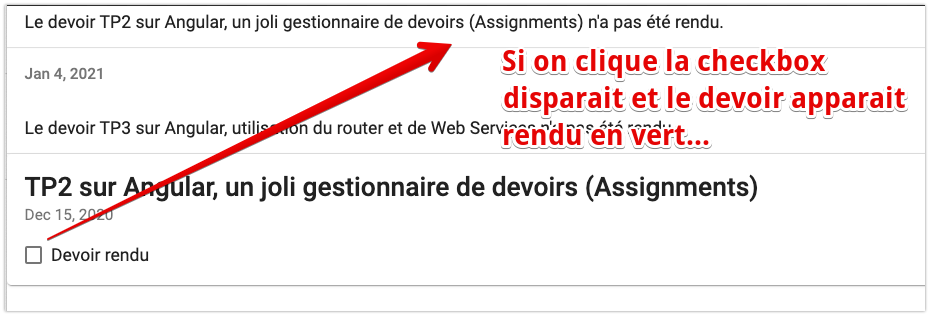 Le devoir TP2 sur Angular, un joli gestionnaire de devoirs (Assignments) n'a pas été rendu.
Si on clique la checkbox
Jan 4, 2021
disparait et le devoir apparait
Le devoir TP3 sur Angular, utilisation du router et de Web Services n'a pas été rendu.
rendu en vert...
TP2 sur Angular, un joli gestionnaire de devoirs (Assignments)
Dec 15, 2020
Devoir rendu